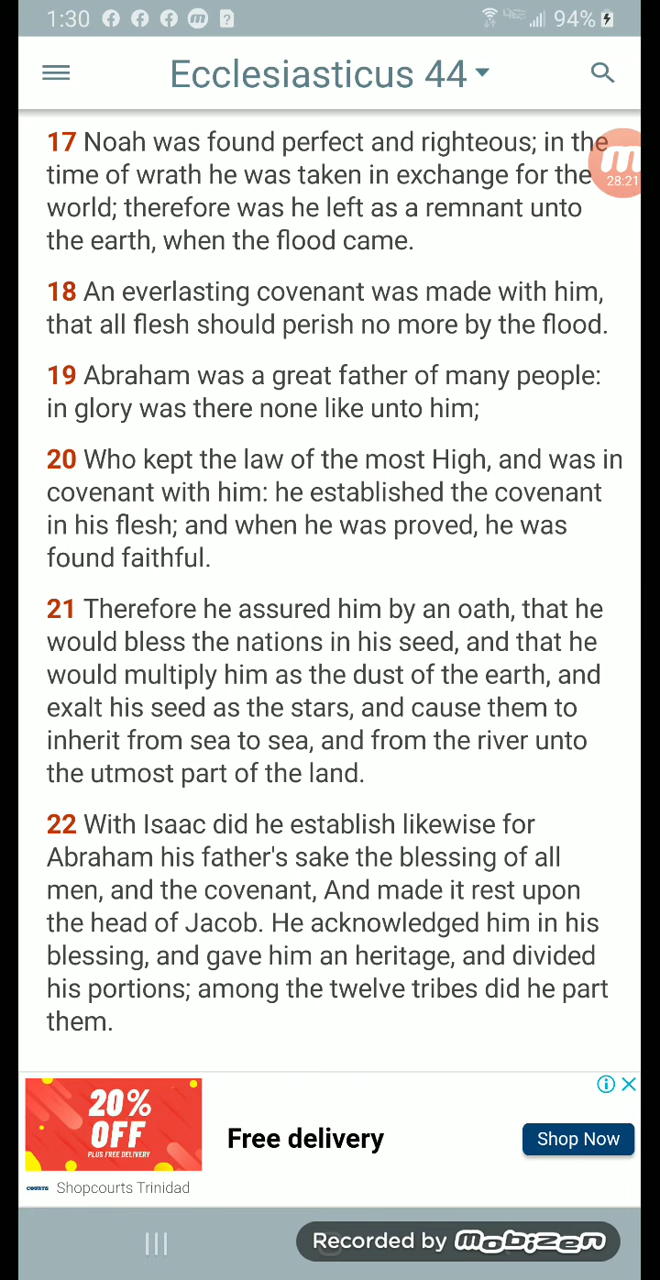 1:30 94%
Ecclesiasticus 44
17 Noah was found perfect and righteous; in the
time of wrath he was taken in exchange for the
world; therefore was he left as a remnant unto
the earth, when the flood came.
28:21
18 An everlasting covenant was made with him,
that all flesh should perish no more by the flood.
19 Abraham was a great father of many people:
in glory was there none like unto him;
20 Who kept the law of the most High, and was in
covenant with him: he established the covenant
in his flesh; and when he was proved, he was
found faithful.
21 Therefore he assured him by an oath, that he
would bless the nations in his seed, and that he
would multiply him as the dust of the earth, and
exalt his seed as the stars, and cause them to
inherit from sea to sea, and from the river unto
the utmost part of the land.
22 With Isaac did he establish likewise for
Abraham his father's sake the blessing of all
men, and the covenant, And made it rest upon
the head of Jacob. He acknowledged him in his
blessing, and gave him an heritage, and divided
his portions; among the twelve tribes did he part
them.
20%
OFF
PLUS FREE DELIVERY
Free delivery
Shop Now
COURTS Shopcourts Trinidad
Recorded by mobizen